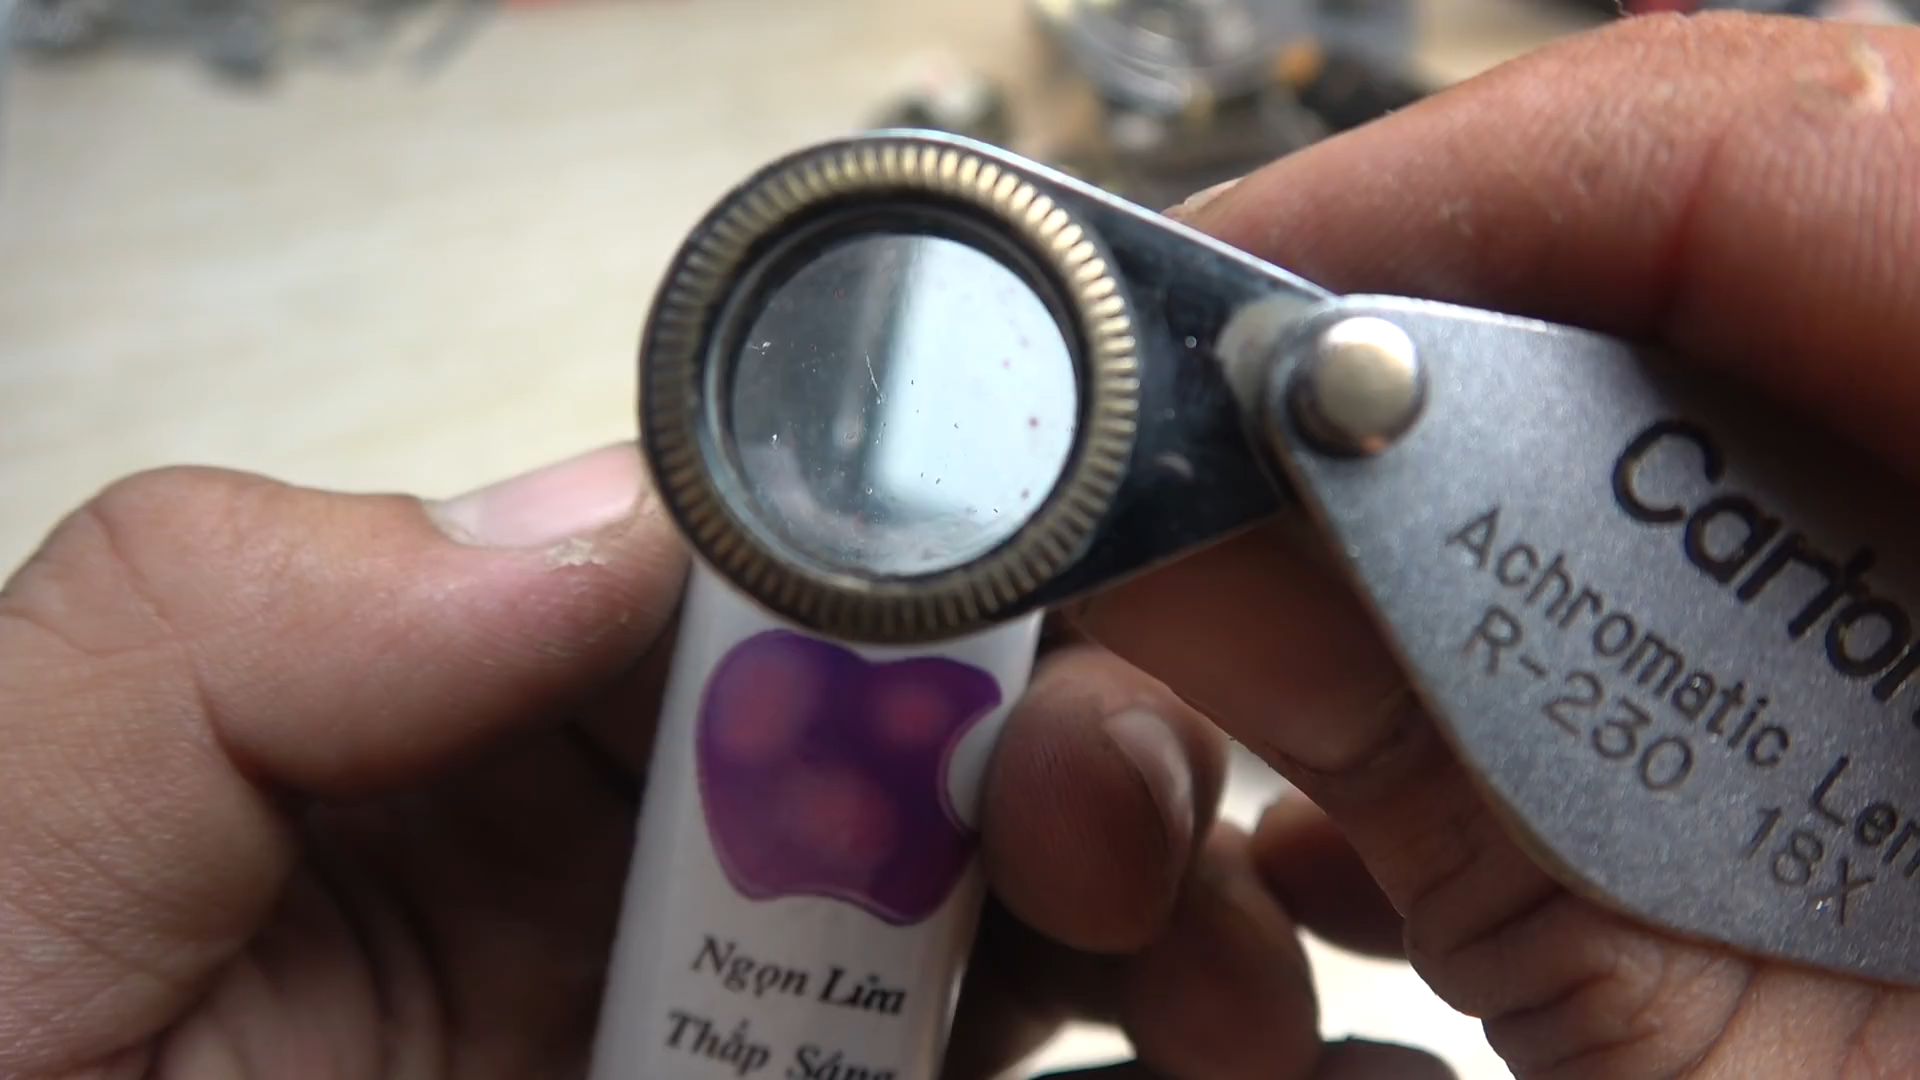 Carton
Achromatic Len
R-230 18X
Ngọn Lửa
Thắp Sáng